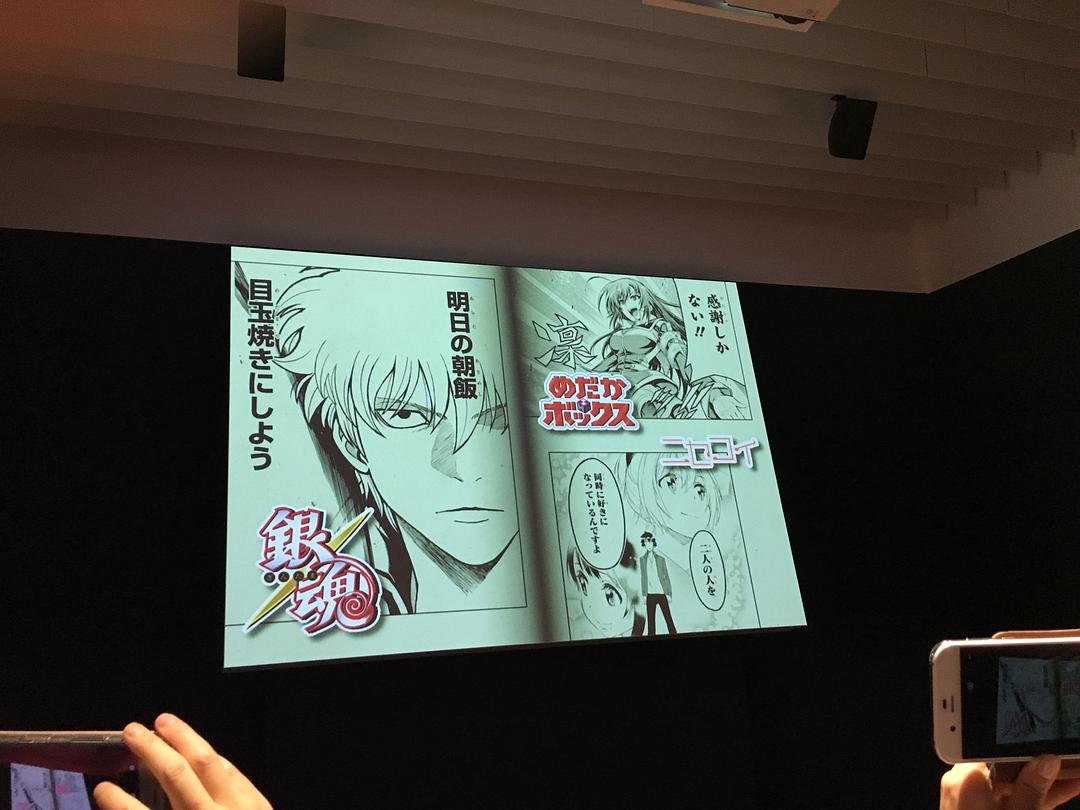 感謝しか
ない!!
凛
めだか
ボックス
ニセコイ
二人の人を
同時に好きに
なっているんですよ
明日の朝飯
目玉焼きにしよう
銀魂